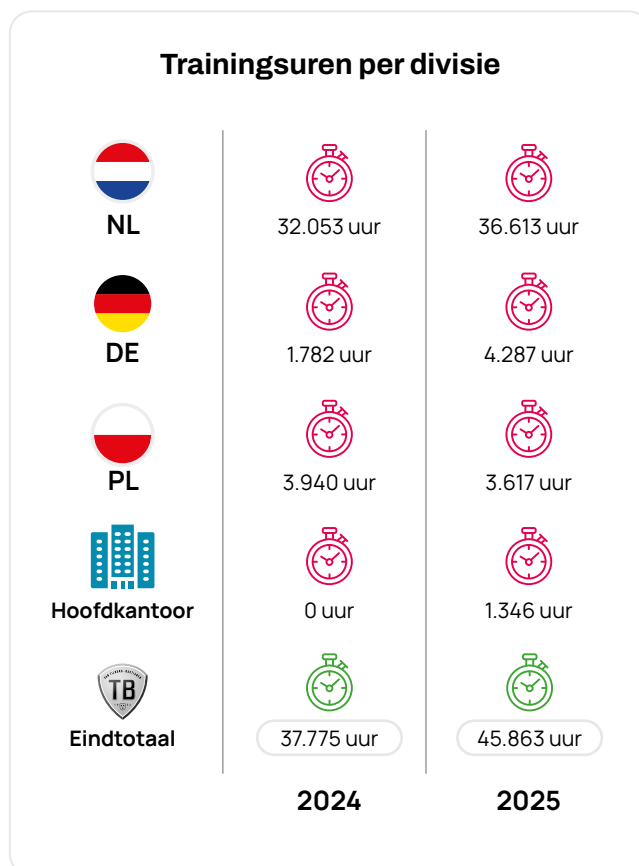 Trainingsuren per divisie
NL
32.053 uur
36.613 uur
DE
1.782 uur
4.287 uur
PL
3.940 uur
3.617 uur
Hoofdkantoor
0 uur
1.346 uur
TB
Eindtotaal
37.775 uur
45.863 uur
2024
2025